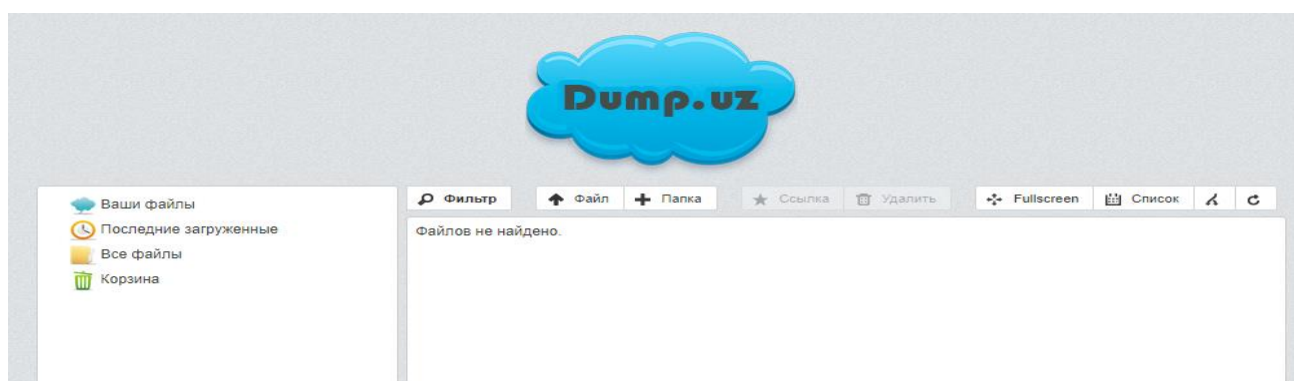 Dump.uz
Ваши файлы
Последние загруженные
Все файлы
Корзина
Фильтр Файл Папка Ссылка Удалить Fullscreen Список
Файлов не найдено.